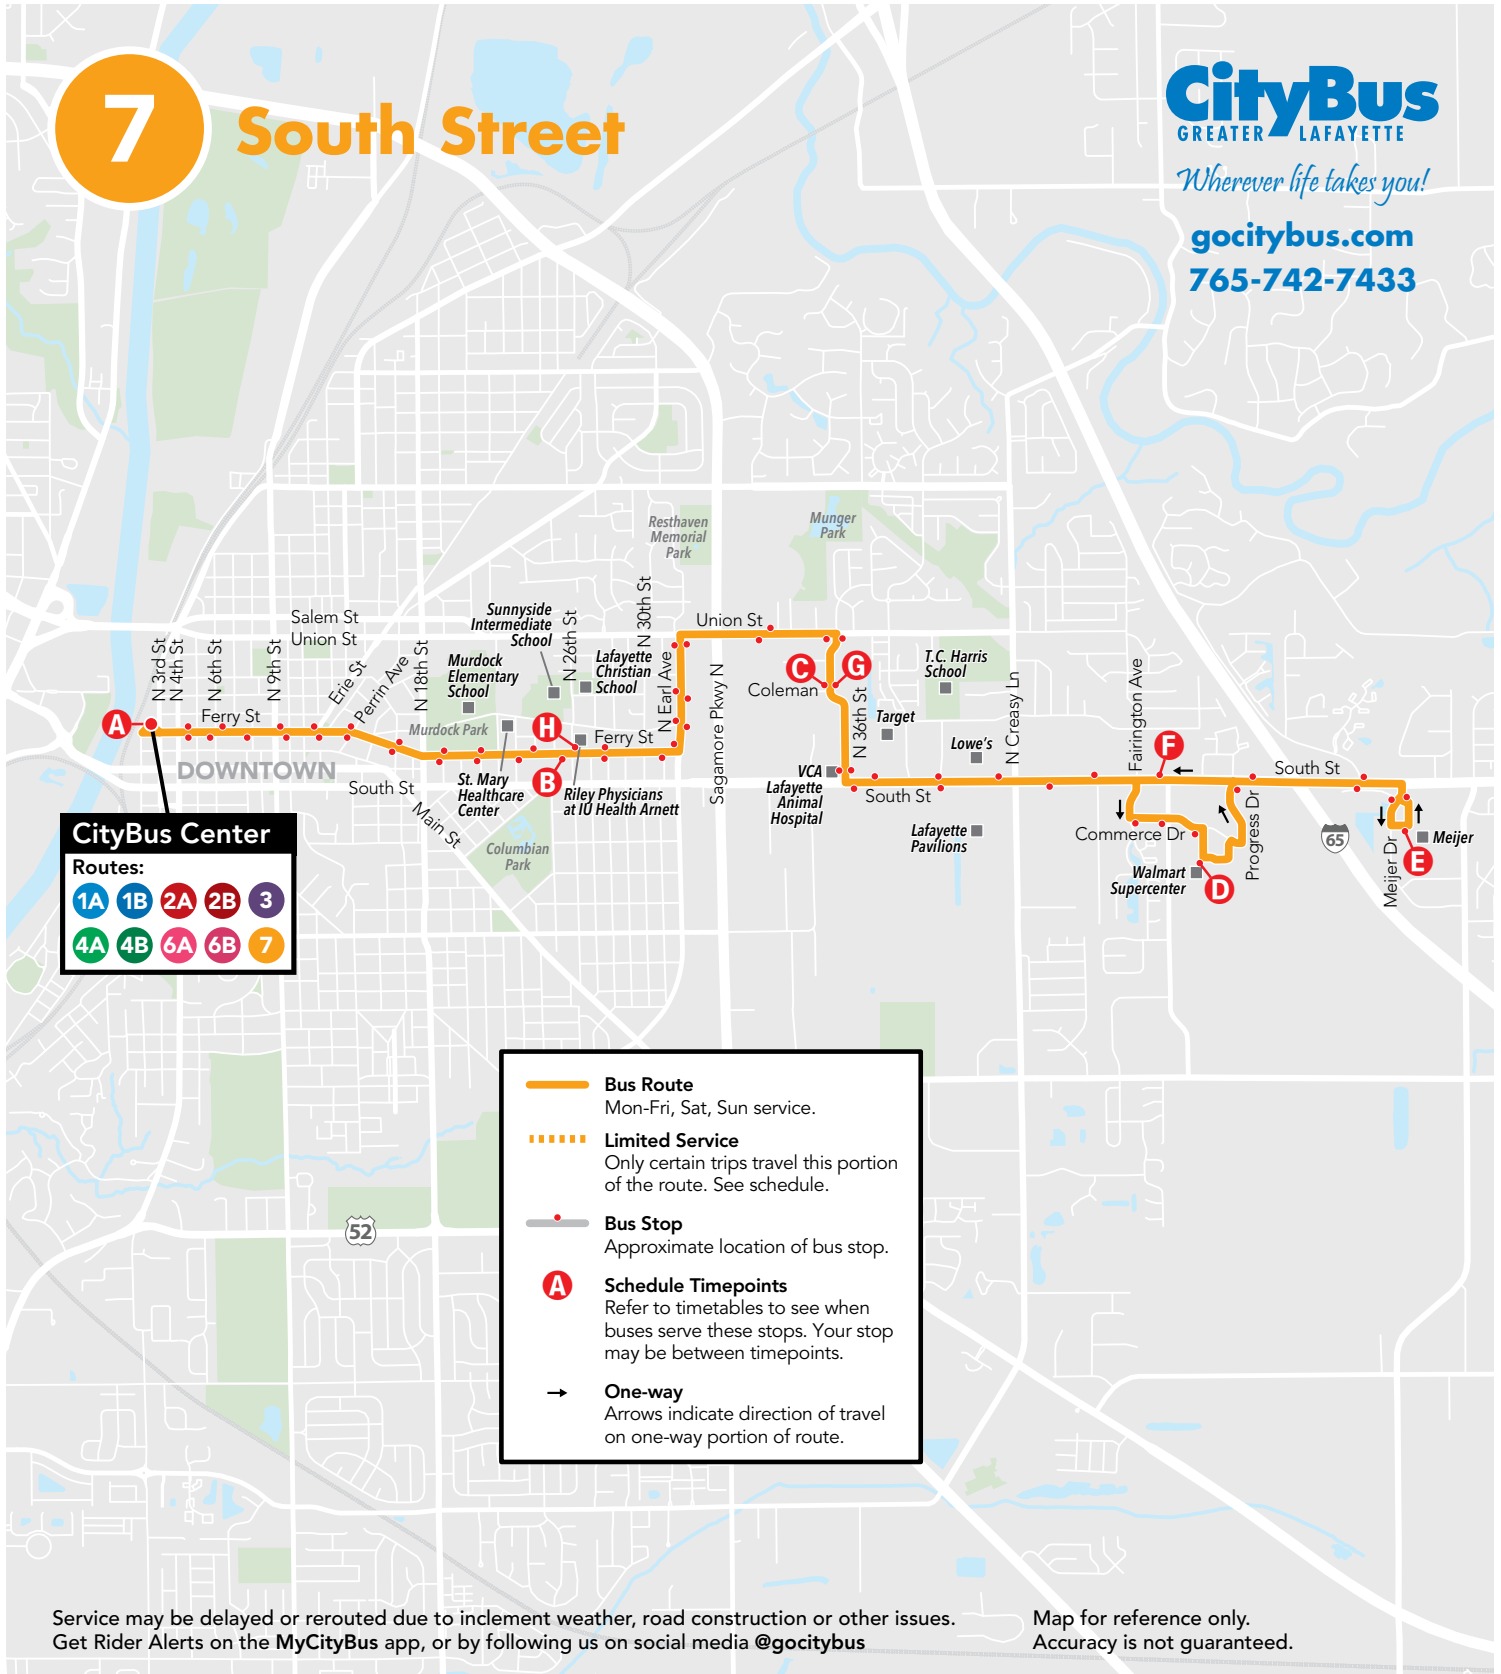 7
South Street
CityBus
GREATER LAFAYETTE
Wherever life takes you!
gocitybus.com
765-742-7433
Resthaven
Memorial
Park
Munger
Park
Salem St
Union St
N 3rd St
N 4th St
N 6th St
N 9th St
Erie St
Perrin Ave
N 18th St
Sunnyside
Intermediate
School
N 26th St
N 30th St
Murdock
Elementary
School
Lafayette
Christian
School
Union St
N Earl Ave
Sagamore Pkwy N
C
G
Coleman
N 36th St
T.C. Harris
School
N Creasy Ln
Fairington Ave
A
Ferry St
Murdock Park
H
Ferry St
Target
Lowe's
F
DOWNTOWN
South St
Main St
St. Mary
Healthcare
Center
B
Riley Physicians
at IU Health Arnett
VCA
Lafayette
Animal
Hospital
South St
South St
Lafayette
Pavilions
Commerce Dr
Progress Dr
65
Meijer Dr
Meijer
E
Walmart
Supercenter
D
Columbian
Park
CityBus Center
Routes:
1A 1B 2A 2B 3
4A 4B 6A 6B 7
52
Bus Route
Mon-Fri, Sat, Sun service.
Limited Service
Only certain trips travel this portion
of the route. See schedule.
Bus Stop
Approximate location of bus stop.
A
Schedule Timepoints
Refer to timetables to see when
buses serve these stops. Your stop
may be between timepoints.
One-way
Arrows indicate direction of travel
on one-way portion of route.
Service may be delayed or rerouted due to inclement weather, road construction or other issues.
Get Rider Alerts on the MyCityBus app, or by following us on social media @gocitybus
Map for reference only.
Accuracy is not guaranteed.